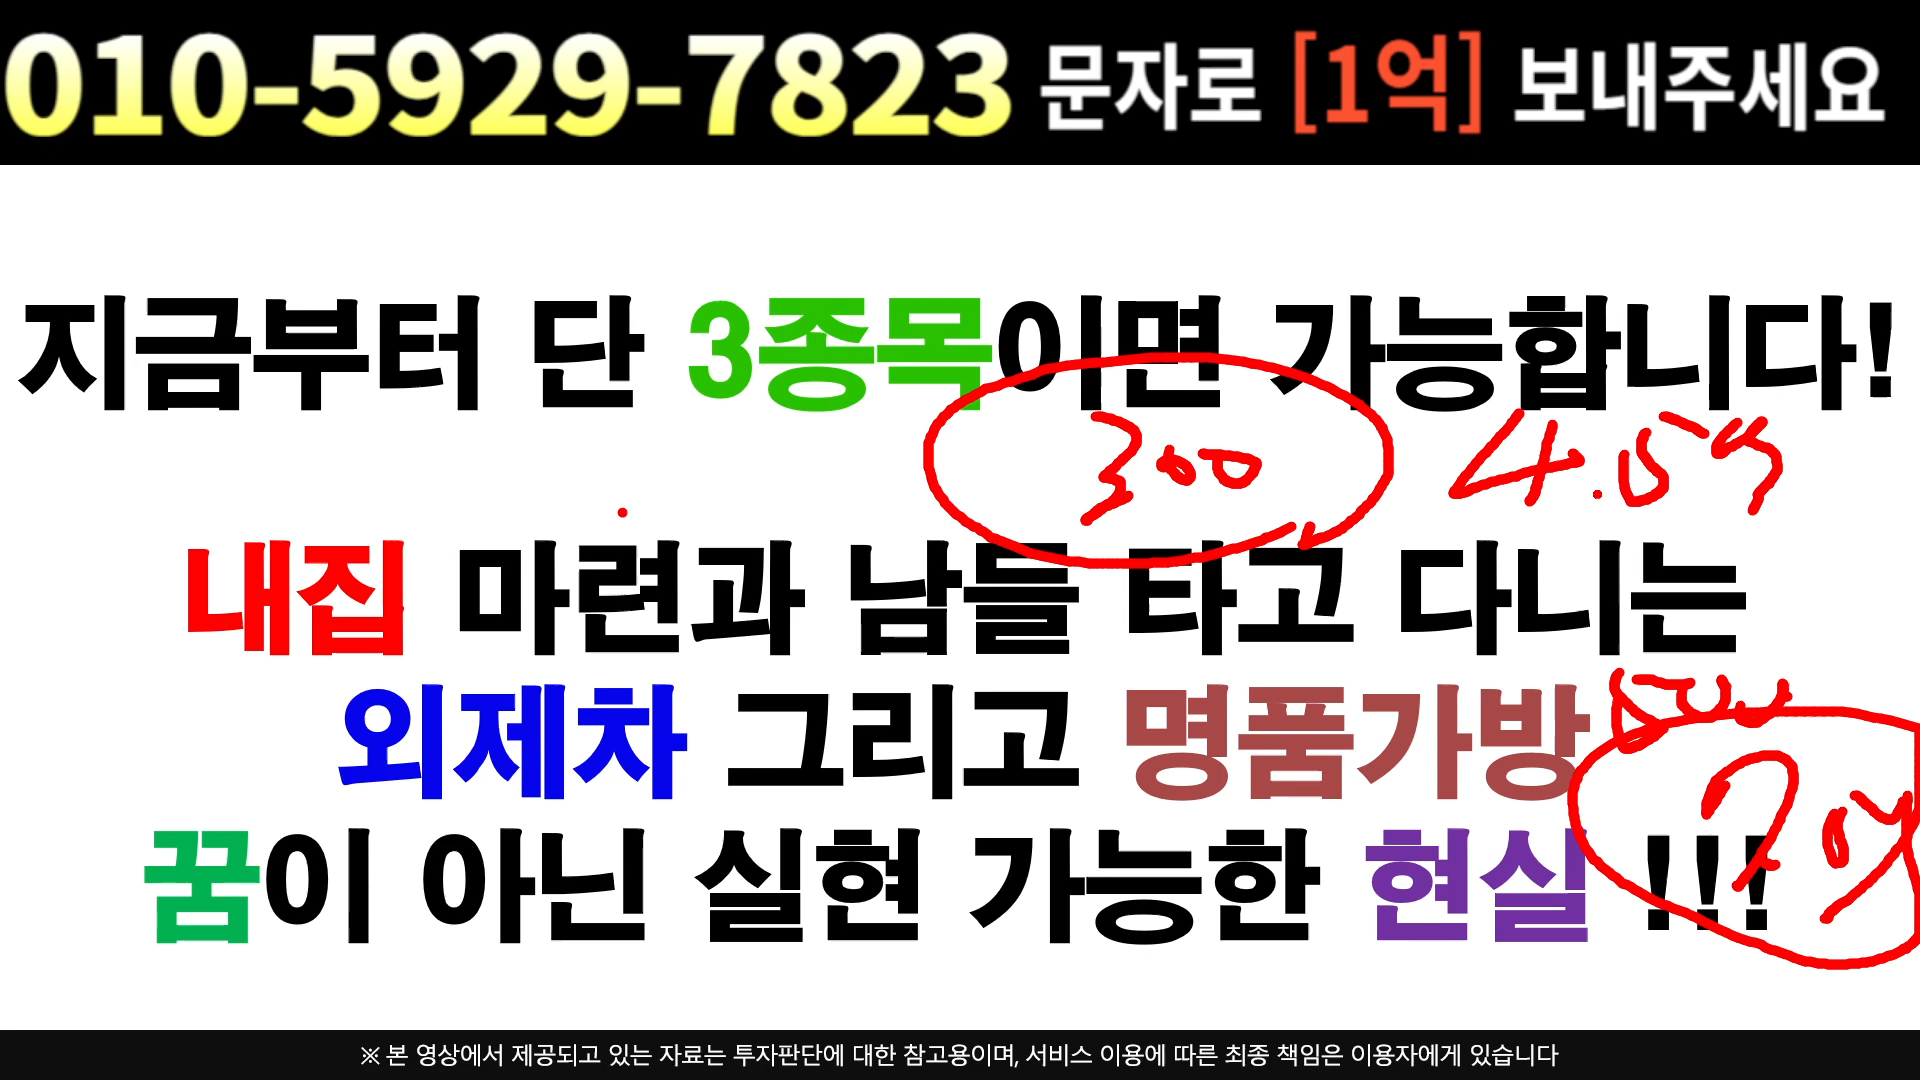 010-5929-7823 문자로 [1억] 보내주세요
지금부터 단 3종목이면 가능합니다!
300
4.5억
내집 마련과 남들 타고 다니는
외제차 그리고 명품가방
500
꿈이 아닌 실현 가능한 현실 !!!
※ 본 영상에서 제공되고 있는 자료는 투자판단에 대한 참고용이며, 서비스 이용에 따른 최종 책임은 이용자에게 있습니다